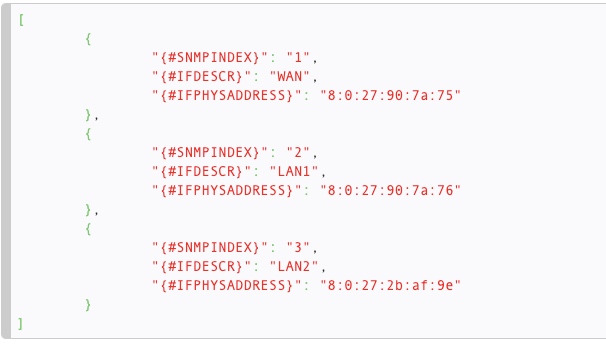 [
{
"{#SNMPINDEX}": "1",
"{#IFDESCR}": "WAN",
"{#IFPHYSADDRESS}": "8:0:27:90:7a:75"
},
{
"{#SNMPINDEX}": "2",
"{#IFDESCR}": "LAN1",
"{#IFPHYSADDRESS}": "8:0:27:90:7a:76"
},
{
"{#SNMPINDEX}": "3",
"{#IFDESCR}": "LAN2",
"{#IFPHYSADDRESS}": "8:0:27:2b:af:9e"
}
]